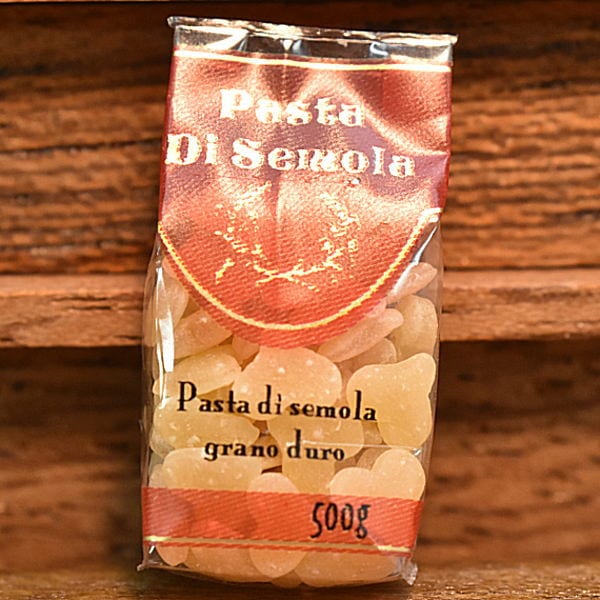 Pasta
Di Semola
Pasta di semola
grano duro
500g